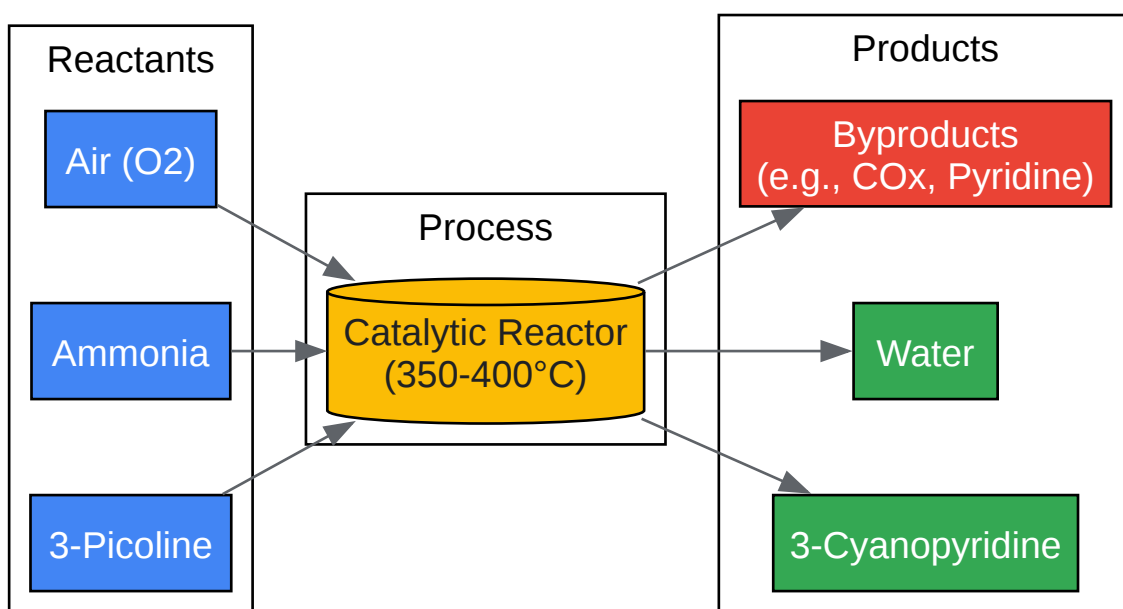 Reactants
Air (O2)
Ammonia
3-Picoline
Process
Catalytic Reactor
(350-400°C)
Products
Byproducts
(e.g., COx, Pyridine)
Water
3-Cyanopyridine